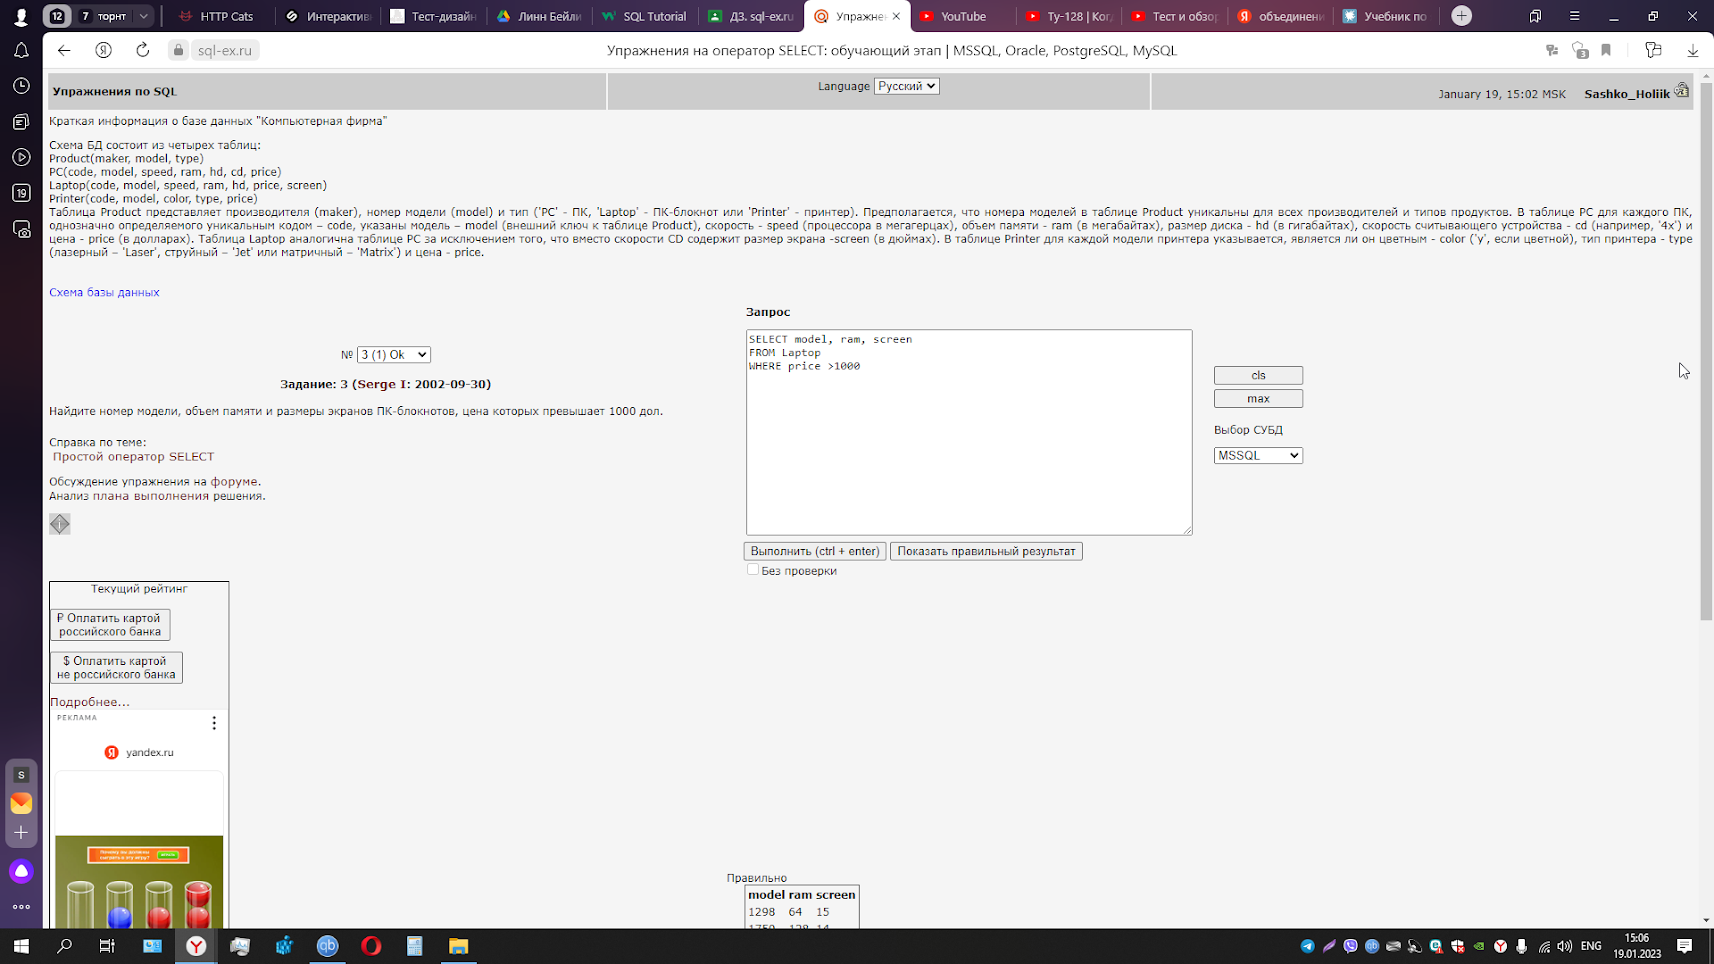 12
7 торнт
HTTP Cats
Интерактив
Тест-дизайн
Линн Бейли
SQL Tutorial
ДЗ. sql-ex.ru
Упражнен
YouTube
Ту-128 | Ког
Тест и обзор
объединени
Учебник по
sql-ex.ru
Упражнения на оператор SELECT: обучающий этап | MSSQL, Oracle, PostgreSQL, MySQL
3
Упражнения по SQL
Language Русский
January 19, 15:02 MSK Sashko_Holiik
Краткая информация о базе данных "Компьютерная фирма"
Схема БД состоит из четырех таблиц:
Product(maker, model, type)
PC(code, model, speed, ram, hd, cd, price)
Laptop(code, model, speed, ram, hd, price, screen)
Printer(code, model, color, type, price)
Таблица Product представляет производителя (maker), номер модели (model) и тип ('PC' - ПК, 'Laptop' - ПК-блокнот или 'Printer' - принтер). Предполагается, что номера моделей в таблице Product уникальны для всех производителей и типов продуктов. В таблице PC для каждого ПК,
однозначно определяемого уникальным кодом – code, указаны модель – model (внешний ключ к таблице Product), скорость - speed (процессора в мегагерцах), объем памяти - ram (в мегабайтах), размер диска - hd (в гигабайтах), скорость считывающего устройства - cd (например, '4x') и
цена - price (в долларах). Таблица Laptop аналогична таблице РС за исключением того, что вместо скорости CD содержит размер экрана -screen (в дюймах). В таблице Printer для каждой модели принтера указывается, является ли он цветным - color ('y', если цветной), тип принтера - type
(лазерный – 'Laser', струйный – 'Jet' или матричный – 'Matrix') и цена - price.
Схема базы данных
Запрос
№ 3 (1) Ok
Задание: 3 (Serge I: 2002-09-30)
Найдите номер модели, объем памяти и размеры экранов ПК-блокнотов, цена которых превышает 1000 дол.
Справка по теме:
Простой оператор SELECT
Обсуждение упражнения на форуме.
Анализ плана выполнения решения.
SELECT model, ram, screen
FROM Laptop
WHERE price >1000
cls
max
Выбор СУБД
MSSQL
Выполнить (ctrl + enter)
Показать правильный результат
Без проверки
Текущий рейтинг
₽ Оплатить картой
российского банка
$ Оплатить картой
не российского банка
Подробнее...
РЕКЛАМА
yandex.ru
Правильно
model ram screen
1298 64 15
1750 128 14
19
S
ENG
15:06
19.01.2023